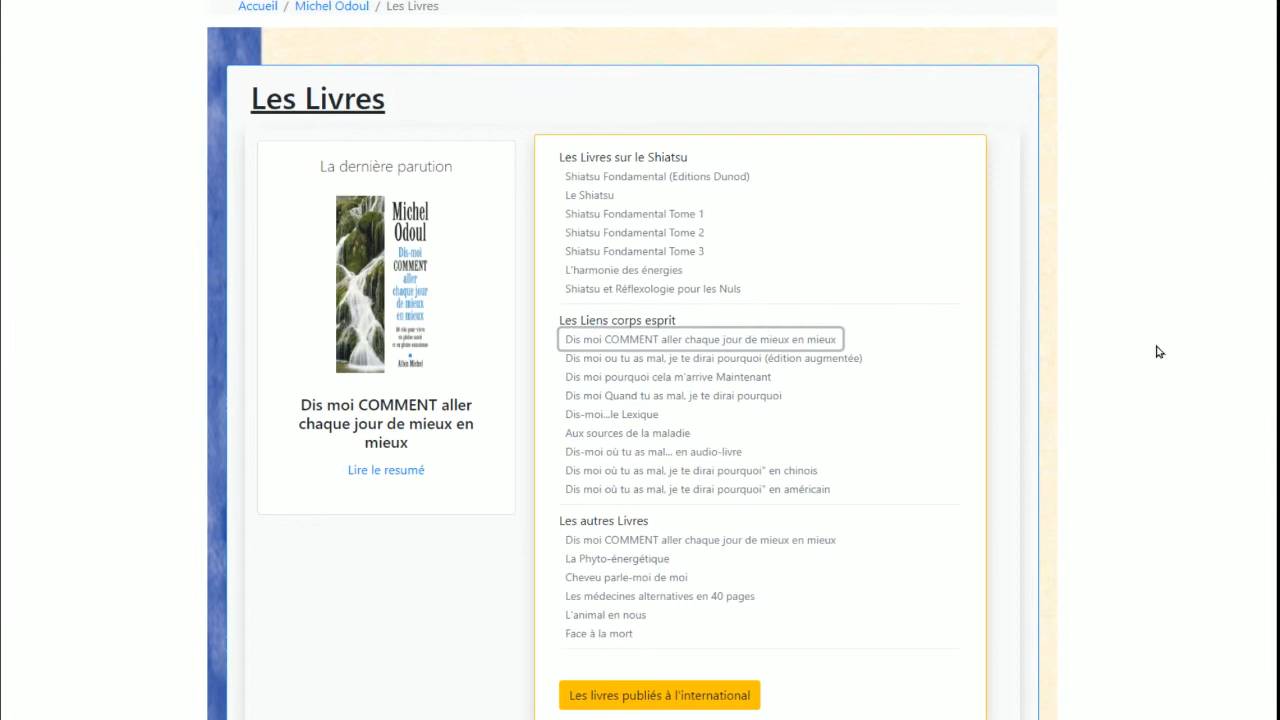 Accueil / Michel Odoul / Les Livres
Les Livres
La dernière parution
Michel
Odoul
Dis-moi
COMMENT
aller
chaque jour
de mieux
en mieux
Albin Michel
Dis moi COMMENT aller
chaque jour de mieux en
mieux
Lire le resumé
Les Livres sur le Shiatsu
Shiatsu Fondamental (Editions Dunod)
Le Shiatsu
Shiatsu Fondamental Tome 1
Shiatsu Fondamental Tome 2
Shiatsu Fondamental Tome 3
L'harmonie des énergies
Shiatsu et Réflexologie pour les Nuls
Les Liens corps esprit
Dis moi COMMENT aller chaque jour de mieux en mieux
Dis moi ou tu as mal, je te dirai pourquoi (édition augmentée)
Dis moi pourquoi cela m'arrive Maintenant
Dis moi Quand tu as mal, je te dirai pourquoi
Dis-moi...le Lexique
Aux sources de la maladie
Dis-moi où tu as mal... en audio-livre
Dis moi où tu as mal, je te dirai pourquoi" en chinois
Dis moi où tu as mal, je te dirai pourquoi" en américain
Les autres Livres
Dis moi COMMENT aller chaque jour de mieux en mieux
La Phyto-énergétique
Cheveu parle-moi de moi
Les médecines alternatives en 40 pages
L'animal en nous
Face à la mort
Les livres publiés à l'international